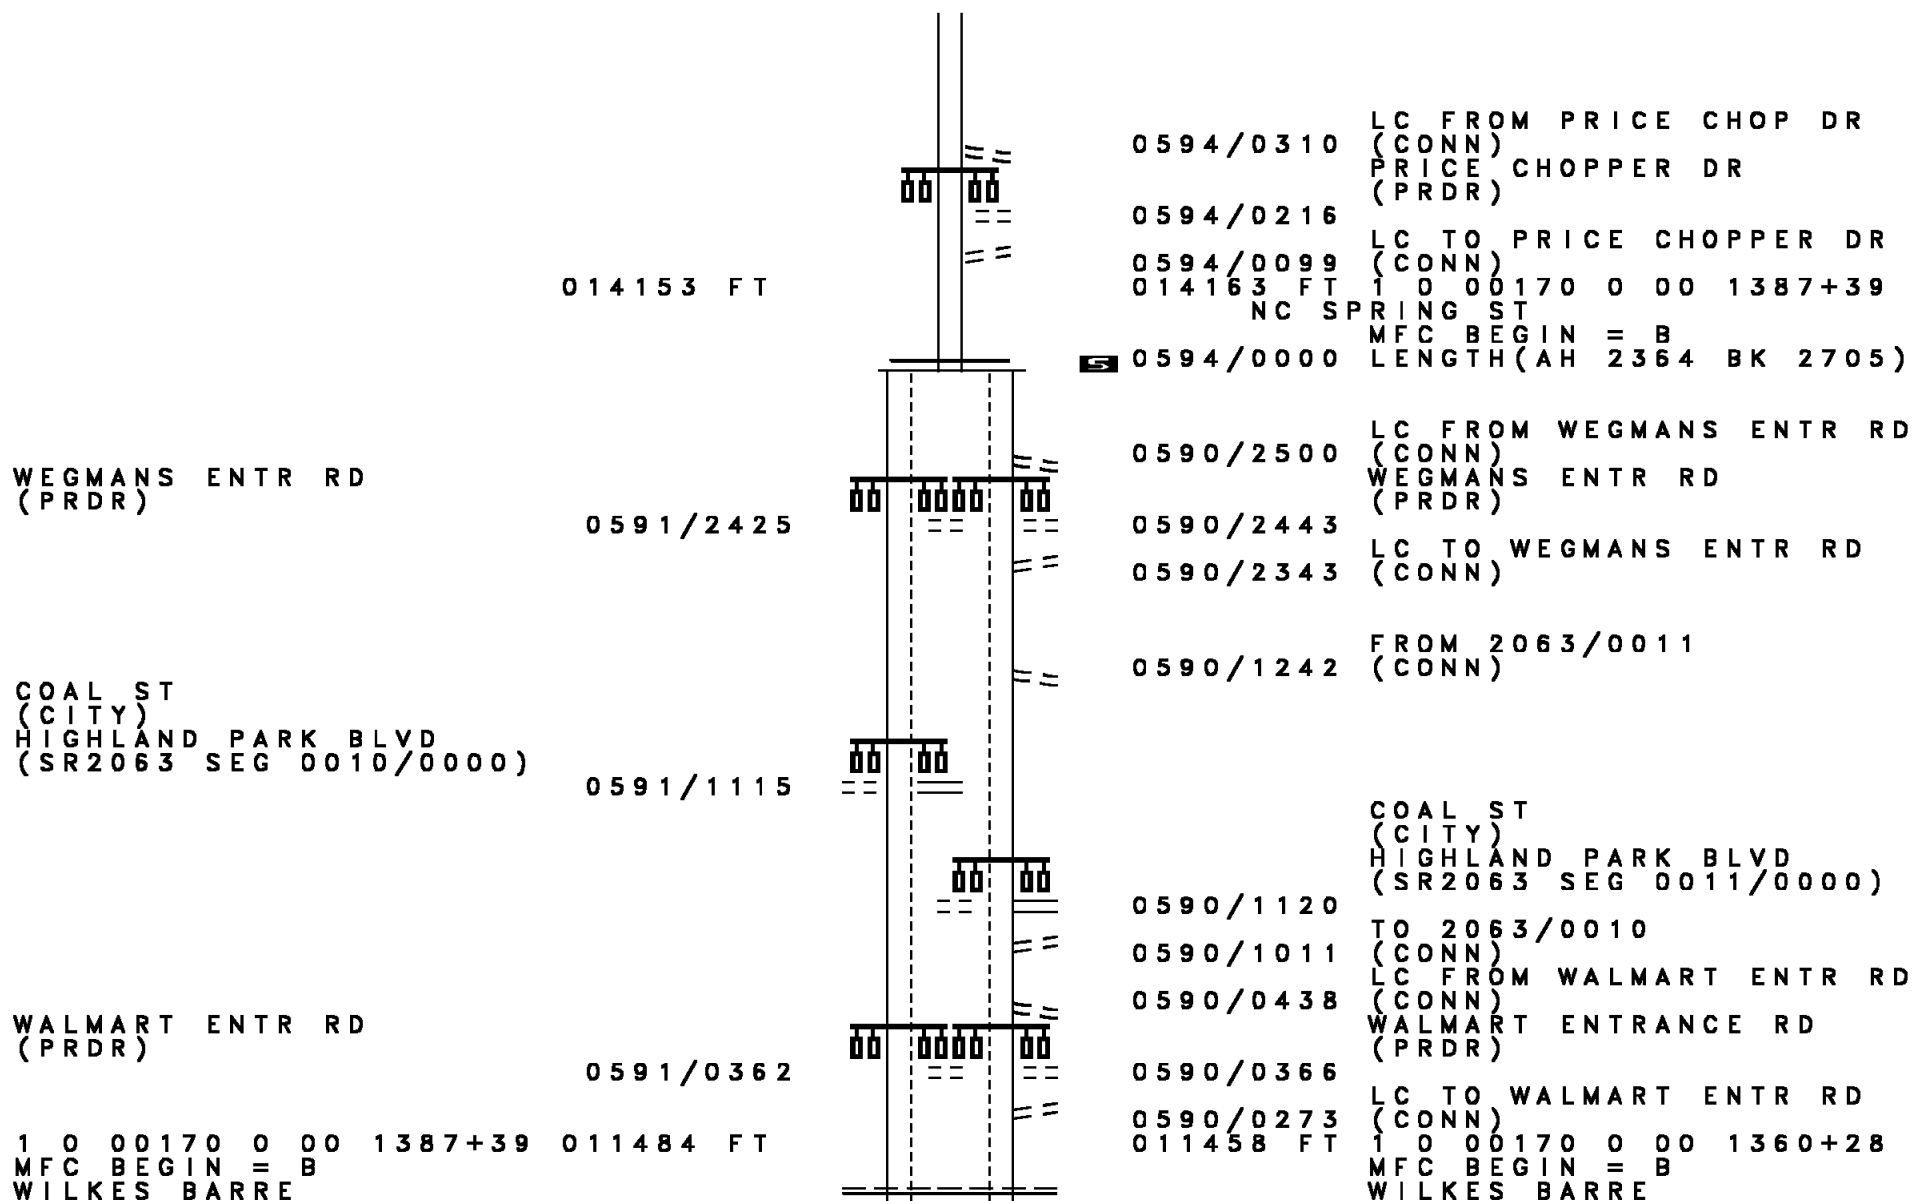 LC FROM PRICE CHOP DR
0594/0310 (CONN)
PRICE CHOPPER DR
(PRDR)
0594/0216
LC TO PRICE CHOPPER DR
0594/0099 (CONN)
014153 FT 014163 FT 1 0 00170 0 00 1387+39
NC SPRING ST
MFC BEGIN = B
S 0594/0000 LENGTH(AH 2364 BK 2705)
LC FROM WEGMANS ENTR RD
0590/2500 (CONN)
WEGMANS ENTR RD WEGMANS ENTR RD
(PRDR) (PRDR)
0591/2425 0590/2443
LC TO WEGMANS ENTR RD
0590/2343 (CONN)
FROM 2063/0011
0590/1242 (CONN)
COAL ST
(CITY)
HIGHLAND PARK BLVD
(SR2063 SEG 0010/0000)
0591/1115
COAL ST
(CITY)
HIGHLAND PARK BLVD
(SR2063 SEG 0011/0000)
0590/1120
TO 2063/0010
0590/1011 (CONN)
LC FROM WALMART ENTR RD
0590/0438 (CONN)
WALMART ENTR RD WALMART ENTRANCE RD
(PRDR) (PRDR)
0591/0362 0590/0366
LC TO WALMART ENTR RD
0590/0273 (CONN)
1 0 00170 0 00 1387+39 011484 FT 011458 FT 1 0 00170 0 00 1360+28
MFC BEGIN = B MFC BEGIN = B
WILKES BARRE WILKES BARRE